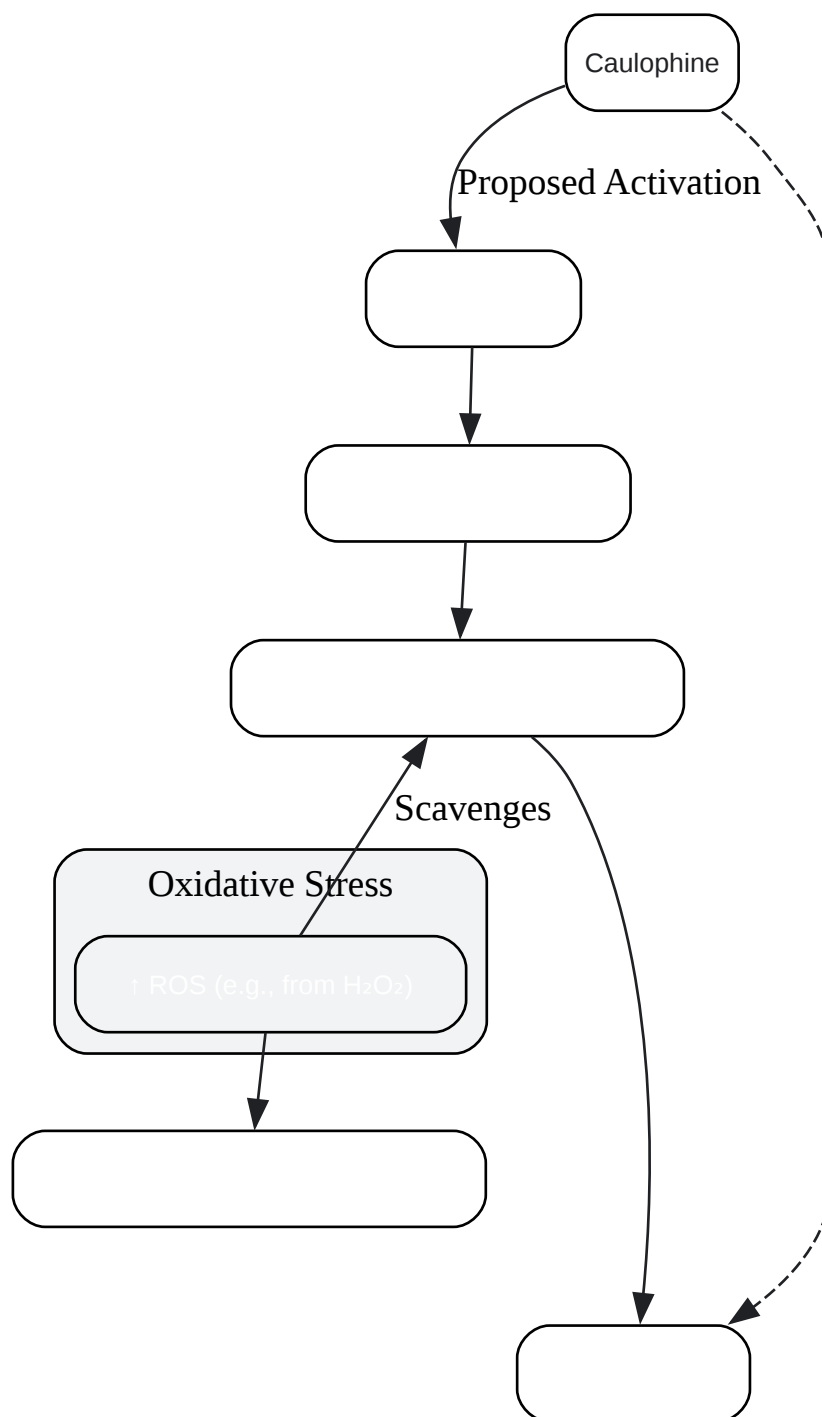 Caulophine
Proposed Activation
Scavenges
Oxidative Stress
↑ ROS (e.g., from H₂O₂)